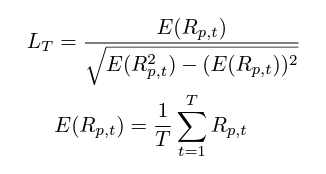 L_T = \frac{E(R_{p,t})}{\sqrt{E(R_{p,t}^2) - (E(R_{p,t}))^2}}
E(R_{p,t}) = \frac{1}{T} \sum_{t=1}^{T} R_{p,t}